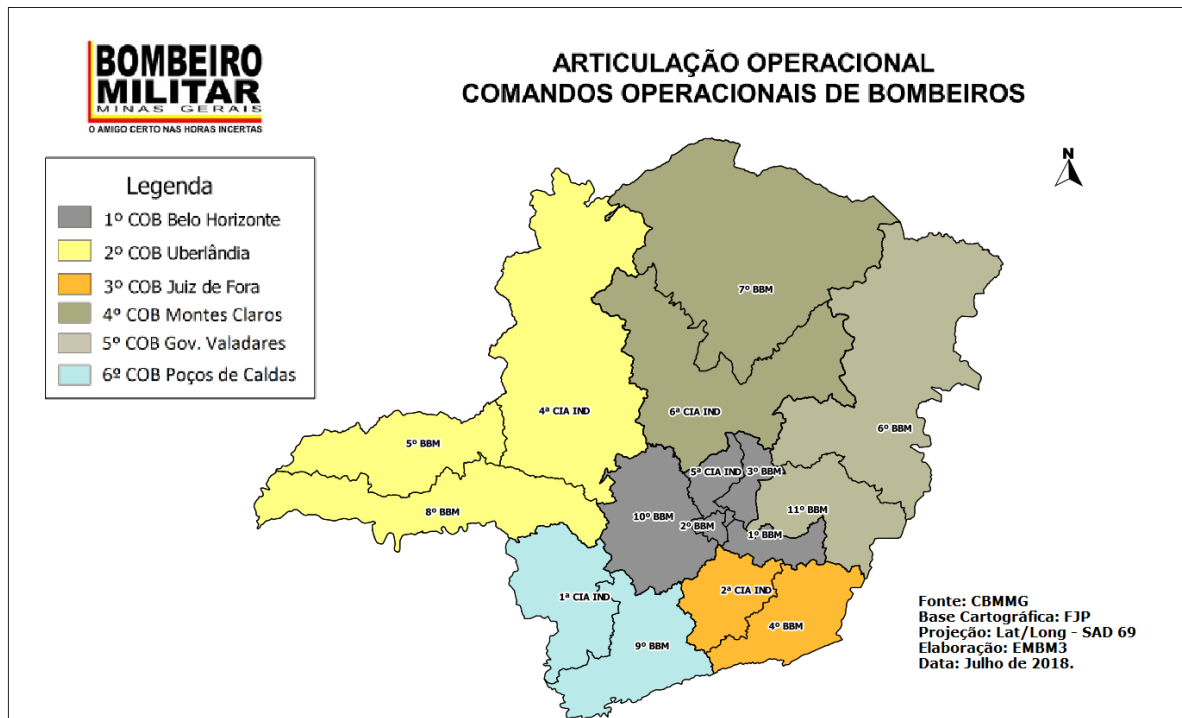 BOMBEIRO
MILITAR
MINAS GERAIS
O AMIGO CERTO NAS HORAS INCERTAS
ARTICULAÇÃO OPERACIONAL
COMANDOS OPERACIONAIS DE BOMBEIROS
N
Legenda
1º COB Belo Horizonte
2º COB Uberlândia
3º COB Juiz de Fora
4º COB Montes Claros
5º COB Gov. Valadares
6º COB Poços de Caldas
7º BBM
4ª CIA IND
6ª CIA IND
6º BBM
5º BBM
5ª CIA IND
3º BBM
8º BBM
10º BBM
11º BBM
2º BBM
1º BBM
1ª CIA IND
2ª CIA IND
4º BBM
9º BBM
Fonte: CBMMG
Base Cartográfica: FJP
Projeção: Lat/Long - SAD 69
Elaboração: EMBM3
Data: Julho de 2018.